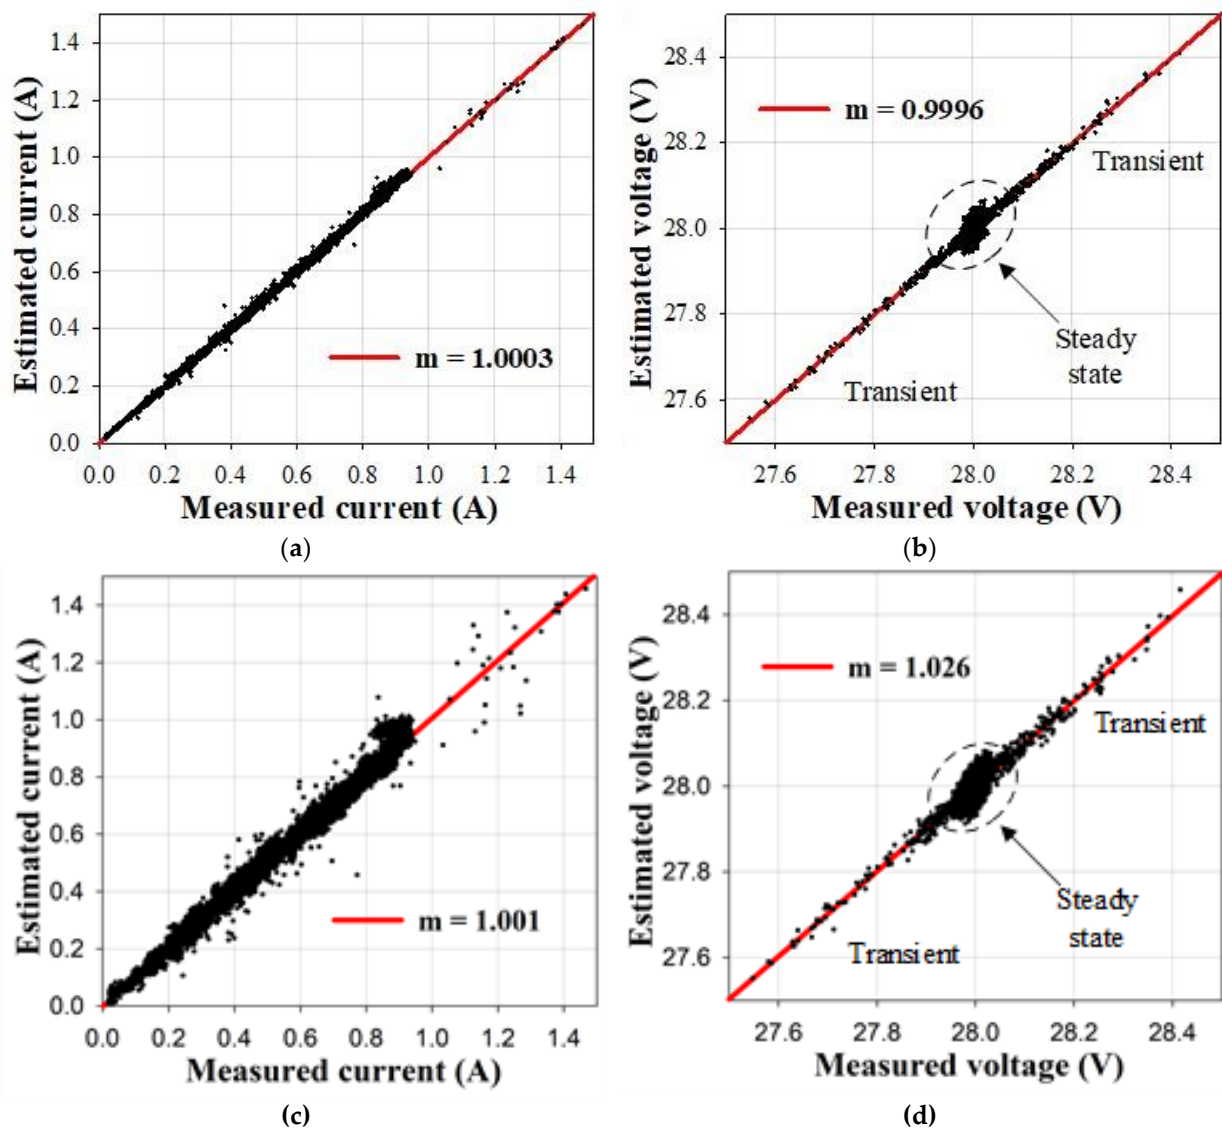 Estimated current (A)
1.4
1.2
1.0
0.8
0.6
0.4
0.2
0.0
m = 1.0003
0.0 0.2 0.4 0.6 0.8 1.0 1.2 1.4
Measured current (A)
(a)
Estimated voltage (V)
28.4
28.2
28.0
27.8
27.6
m = 0.9996
Transient
Steady
state
Transient
27.6 27.8 28.0 28.2 28.4
Measured voltage (V)
(b)
Estimated current (A)
1.4
1.2
1.0
0.8
0.6
0.4
0.2
0.0
m = 1.001
0.0 0.2 0.4 0.6 0.8 1.0 1.2 1.4
Measured current (A)
(c)
Estimated voltage (V)
28.4
28.2
28.0
27.8
27.6
m = 1.026
Transient
Steady
state
Transient
27.6 27.8 28.0 28.2 28.4
Measured voltage (V)
(d)